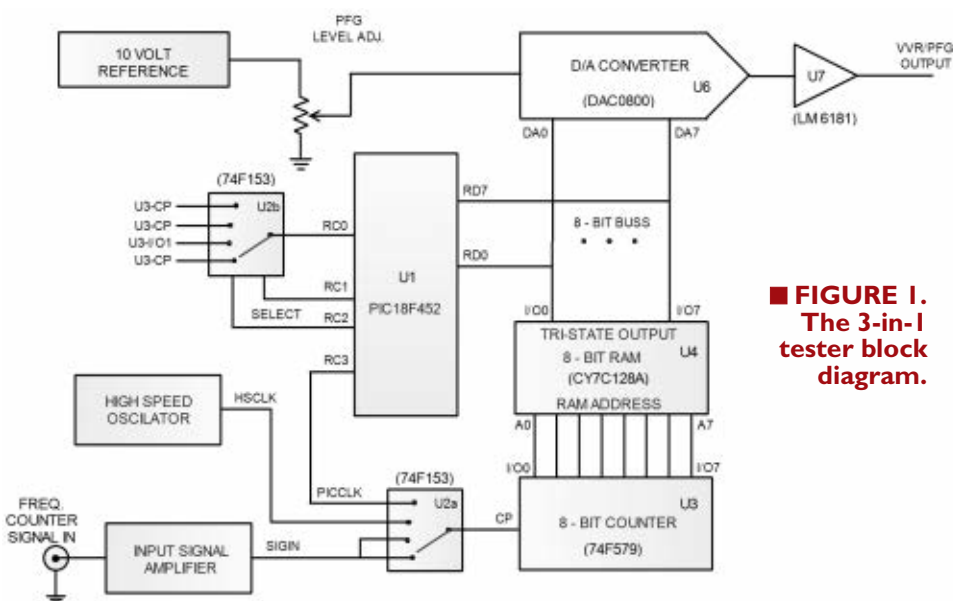 PFG
LEVEL ADJ.
10 VOLT
REFERENCE
D/A CONVERTER
U6
(DAC0800)
DA0
DA7
U7
(LM6181)
VVR/PFG
OUTPUT
(74F153)
U2b
U3-CP
U3-CP
U3-I/O1
U3-CP
SELECT
RC0
RC1
RC2
RC3
U1
PIC18F452
RD7
RD0
8 - BIT BUSS
I/O0
I/O7
TRI-STATE OUTPUT
U4
8 - BIT RAM
(CY7C128A)
RAM ADDRESS
A0
A7
I/O0
I/O7
U3
8 - BIT COUNTER
(74F579)
HIGH SPEED
OSCILATOR
HSCLK
PICCLK
(74F153)
U2a
CP
FREQ.
COUNTER
SIGNAL IN
INPUT SIGNAL
AMPLIFIER
SIGIN
■ FIGURE 1.
The 3-in-1
tester block
diagram.